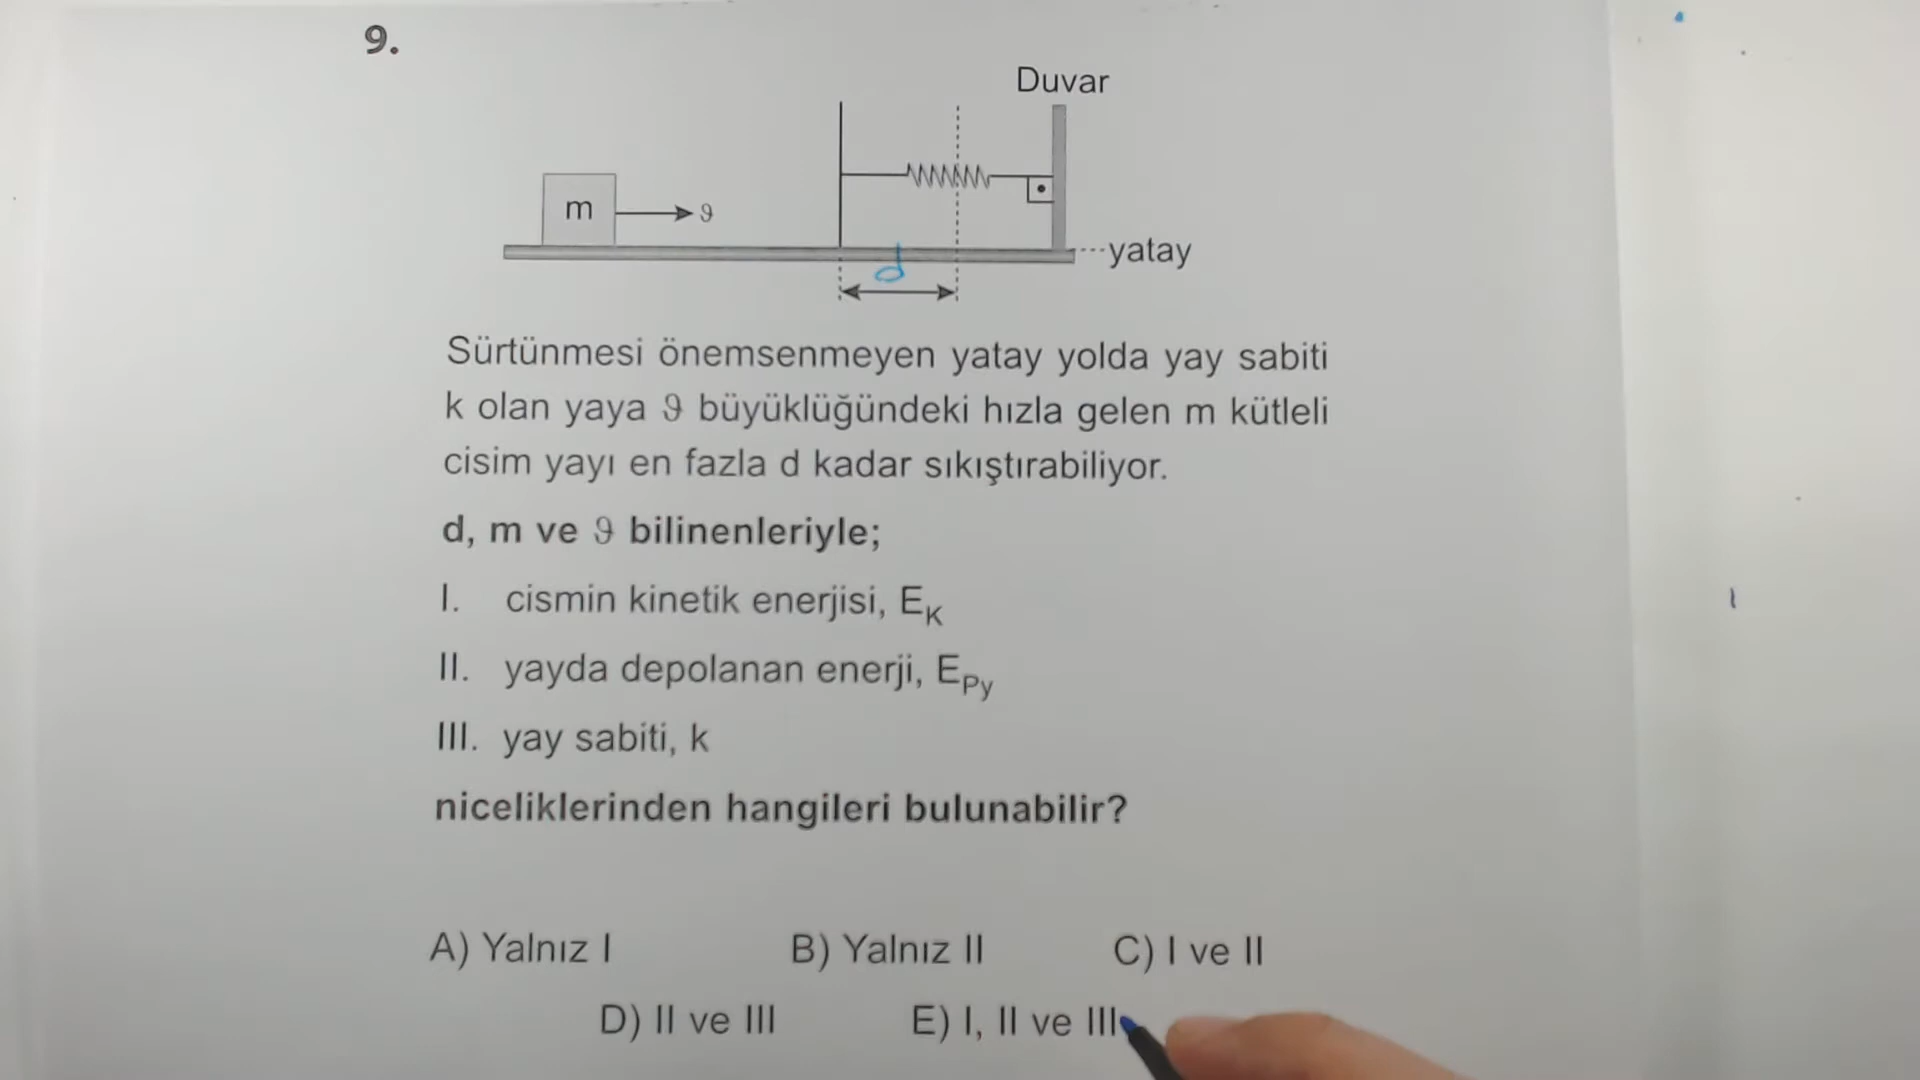 9.
Duvar
m
ϑ
d
yatay
Sürtünmesi önemsenmeyen yatay yolda yay sabiti
k olan yaya ϑ büyüklüğündeki hızla gelen m kütleli
cisim yayı en fazla d kadar sıkıştırabiliyor.
d, m ve ϑ bilinenleriyle;
I. cismin kinetik enerjisi, E_K
II. yayda depolanan enerji, E_Py
III. yay sabiti, k
niceliklerinden hangileri bulunabilir?
A) Yalnız I B) Yalnız II C) I ve II
D) II ve III E) I, II ve III